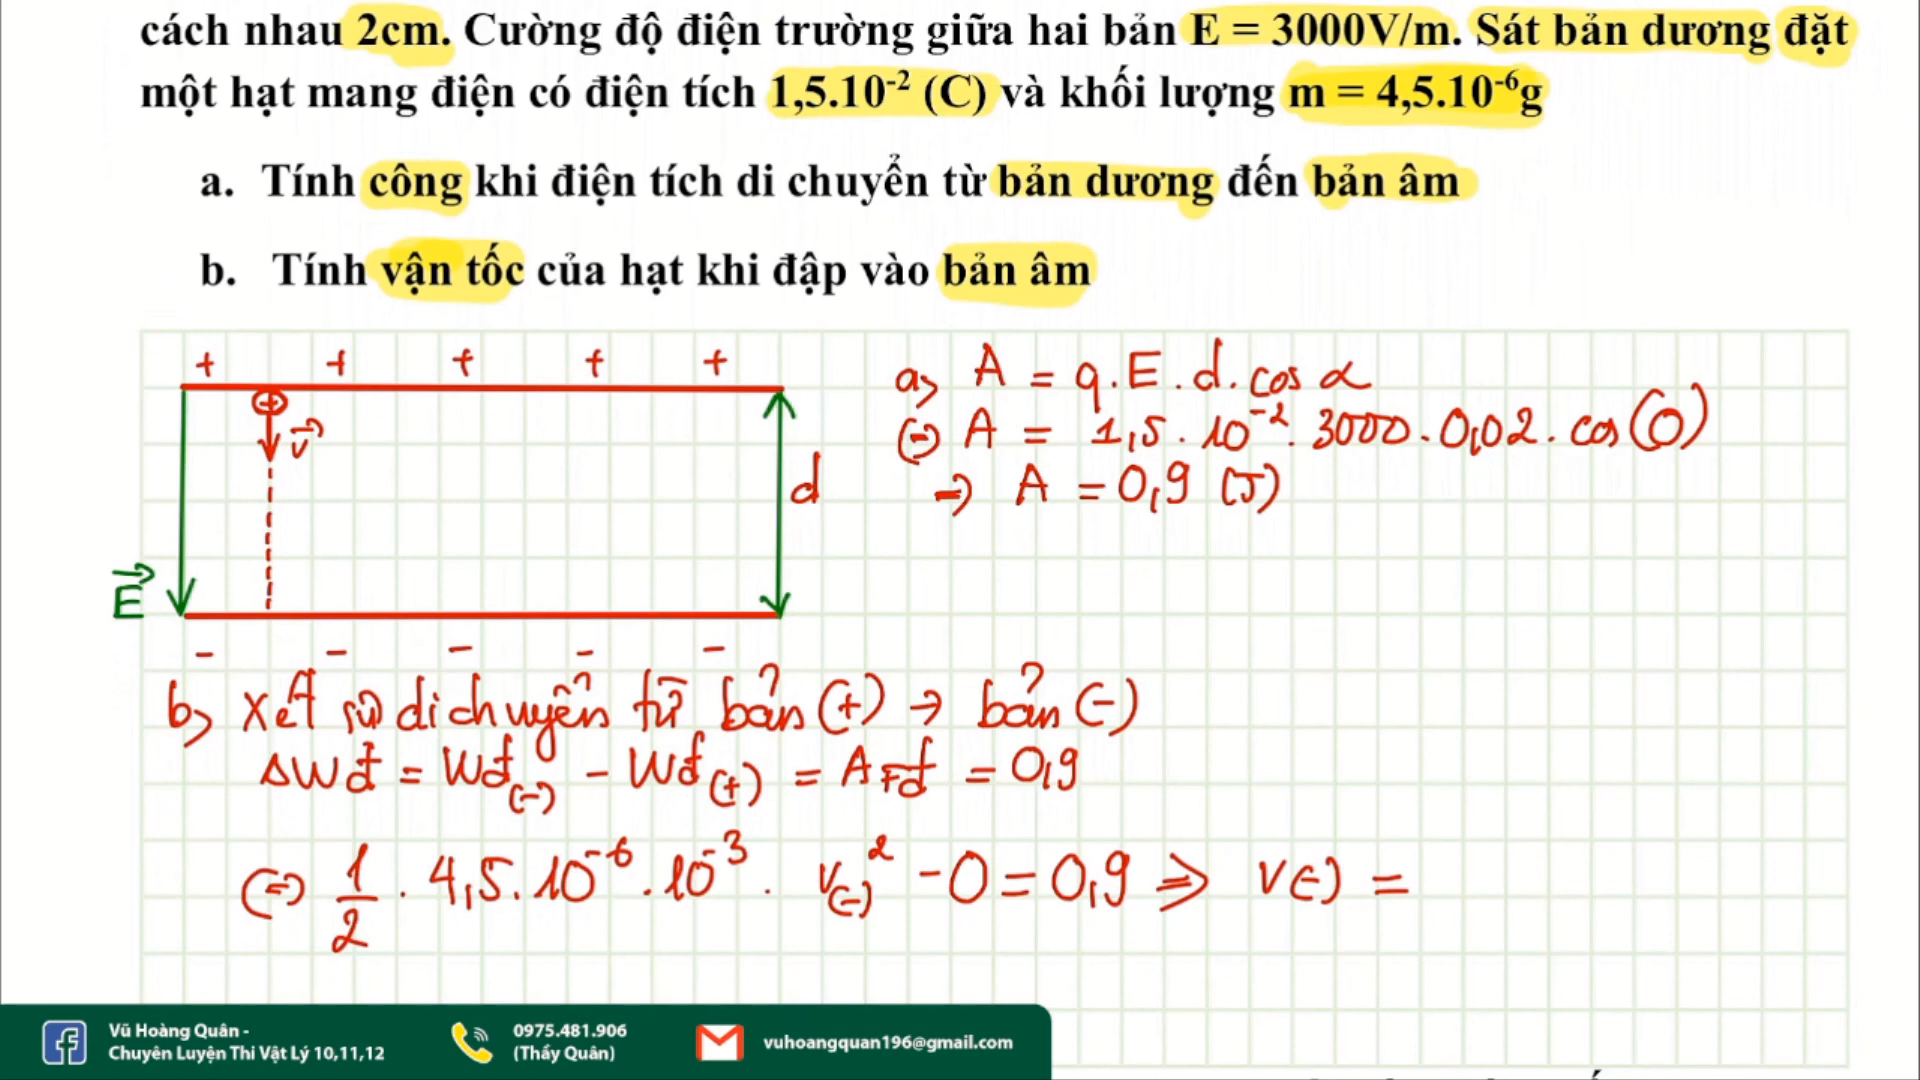 cách nhau 2cm. Cường độ điện trường giữa hai bản E = 3000V/m. Sát bản dương đặt
một hạt mang điện có điện tích 1,5.10⁻² (C) và khối lượng m = 4,5.10⁻⁶g
a. Tính công khi điện tích di chuyển từ bản dương đến bản âm
b. Tính vận tốc của hạt khi đập vào bản âm
+ + + + +
+
v⃗
d
E⃗
- - - - -
a) A = q.E.d.cos α
(=) A = 1,5.10⁻².3000.0,02.cos(0)
=> A = 0,9 (J)
b) Xét sự di chuyển từ bản (+) → bản (-)
ΔWđ = Wđ(-) - Wđ(+) = A Fđ = 0,9
(=) 1/2 . 4,5.10⁻⁶.10⁻³. v(-)² - 0 = 0,9 => v(-) =
Vũ Hoàng Quân -
Chuyên Luyện Thi Vật Lý 10,11,12
0975.481.906
(Thầy Quân)
vuhoangquan196@gmail.com